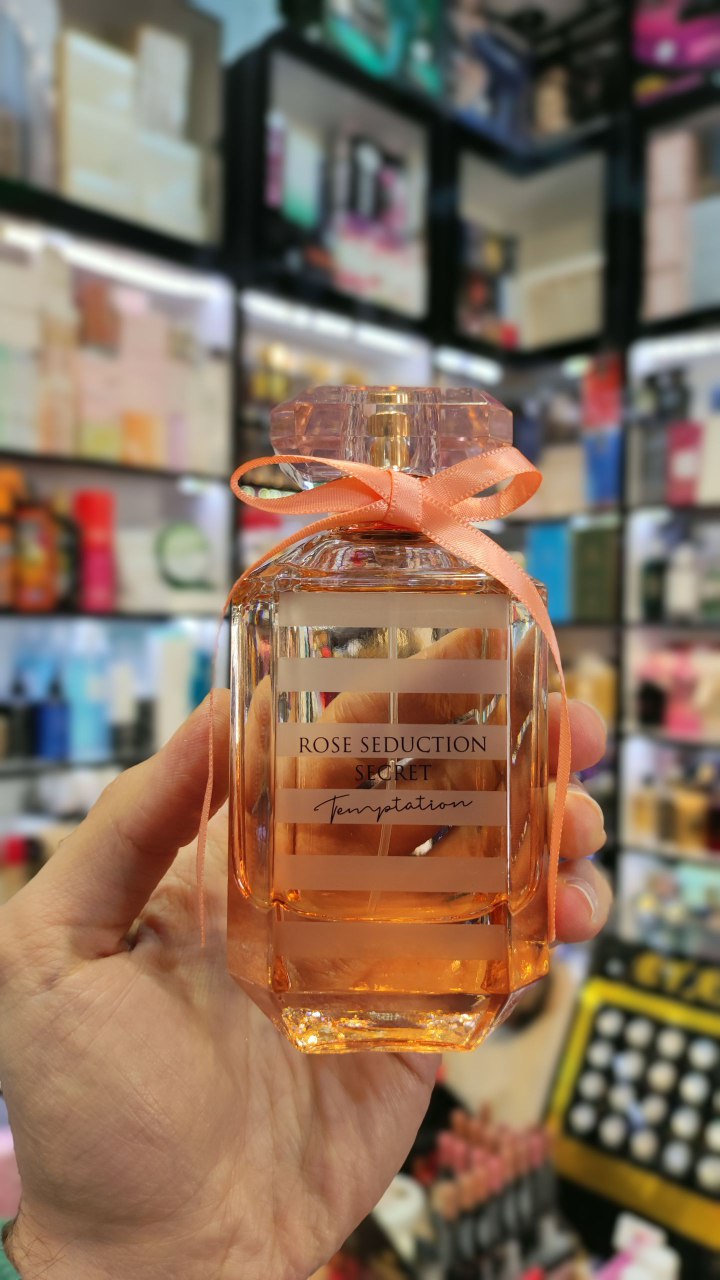 ROSE SEDUCTION
SECRET
Temptation